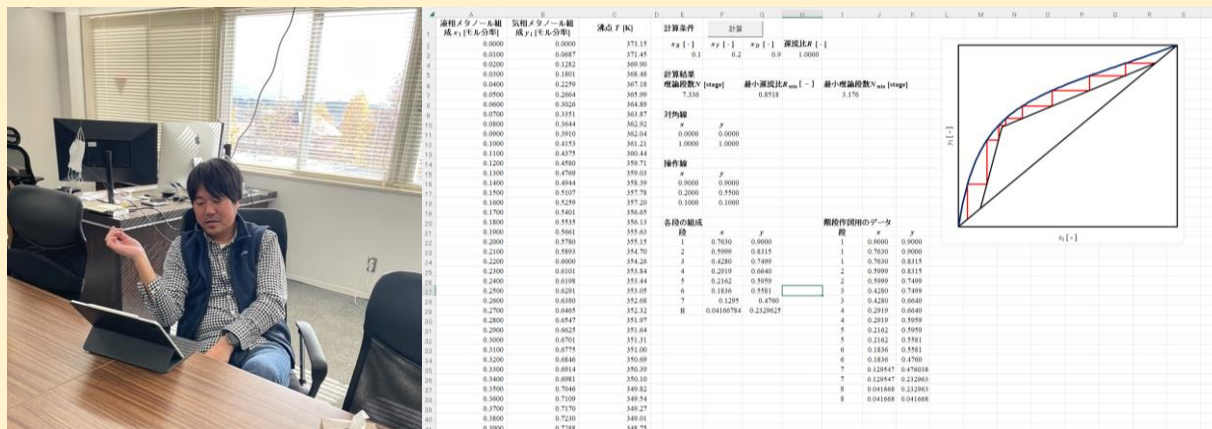 A B C D E F G H I J K L M N O P Q R S
液相メタノール組成 x₁ [モル分率] 気相メタノール組成 y₁ [モル分率] 沸点 T [K] 計算条件 計算
0.0000 0.0000 373.15 xB [ - ] xF [ - ] xD [ - ] 還流比R [ - ]
0.0100 0.0687 371.45 0.1 0.2 0.9 1.0000
0.0200 0.1282 369.90
0.0300 0.1801 368.48 計算結果
0.0400 0.2259 367.18 理論段数N [stage] 最小還流比Rmin [ - ] 最小理論段数Nmin [stage]
0.0500 0.2664 365.99 7.336 0.8518 3.176
0.0600 0.3026 364.89
0.0700 0.3351 363.87 対角線
0.0800 0.3644 362.92 x y
0.0900 0.3910 362.04 0.0000 0.0000
0.1000 0.4153 361.21 1.0000 1.0000
0.1100 0.4375 360.44
0.1200 0.4580 359.71 操作線
0.1300 0.4769 359.03 x y
0.1400 0.4944 358.39 0.9000 0.9000
0.1500 0.5107 357.78 0.2000 0.5500
0.1600 0.5259 357.20 0.1000 0.1000
0.1700 0.5401 356.65
0.1800 0.5535 356.13 各段の組成 階段作図用のデータ
0.1900 0.5661 355.63 段 x y 段 x y
0.2000 0.5780 355.15 1 0.7630 0.9000 1 0.9000 0.9000
0.2100 0.5893 354.70 2 0.5999 0.8315 1 0.7630 0.9000
0.2200 0.6000 354.26 3 0.4280 0.7499 1 0.7630 0.8315
0.2300 0.6101 353.84 4 0.2919 0.6640 2 0.5999 0.8315
0.2400 0.6198 353.44 5 0.2162 0.5959 2 0.5999 0.7499
0.2500 0.6291 353.05 6 0.1836 0.5581 3 0.4280 0.7499
0.2600 0.6380 352.68 7 0.1295 0.4760 3 0.4280 0.6640
0.2700 0.6465 352.32 8 0.04166784 0.2329625 4 0.2919 0.6640
0.2800 0.6547 351.97 4 0.2919 0.5959
0.2900 0.6625 351.64 5 0.2162 0.5959
0.3000 0.6701 351.31 5 0.2162 0.5581
0.3100 0.6775 351.00 6 0.1836 0.5581
0.3200 0.6846 350.69 6 0.1836 0.4760
0.3300 0.6914 350.39 7 0.129547 0.476038
0.3400 0.6981 350.10 7 0.129547 0.232963
0.3500 0.7046 349.82 8 0.041668 0.232963
0.3600 0.7109 349.54 8 0.041668 0.041668
0.3700 0.7170 349.27
0.3800 0.7230 349.01
0.3900 0.7288 348.75
y₁ [ - ]
x₁ [ - ]